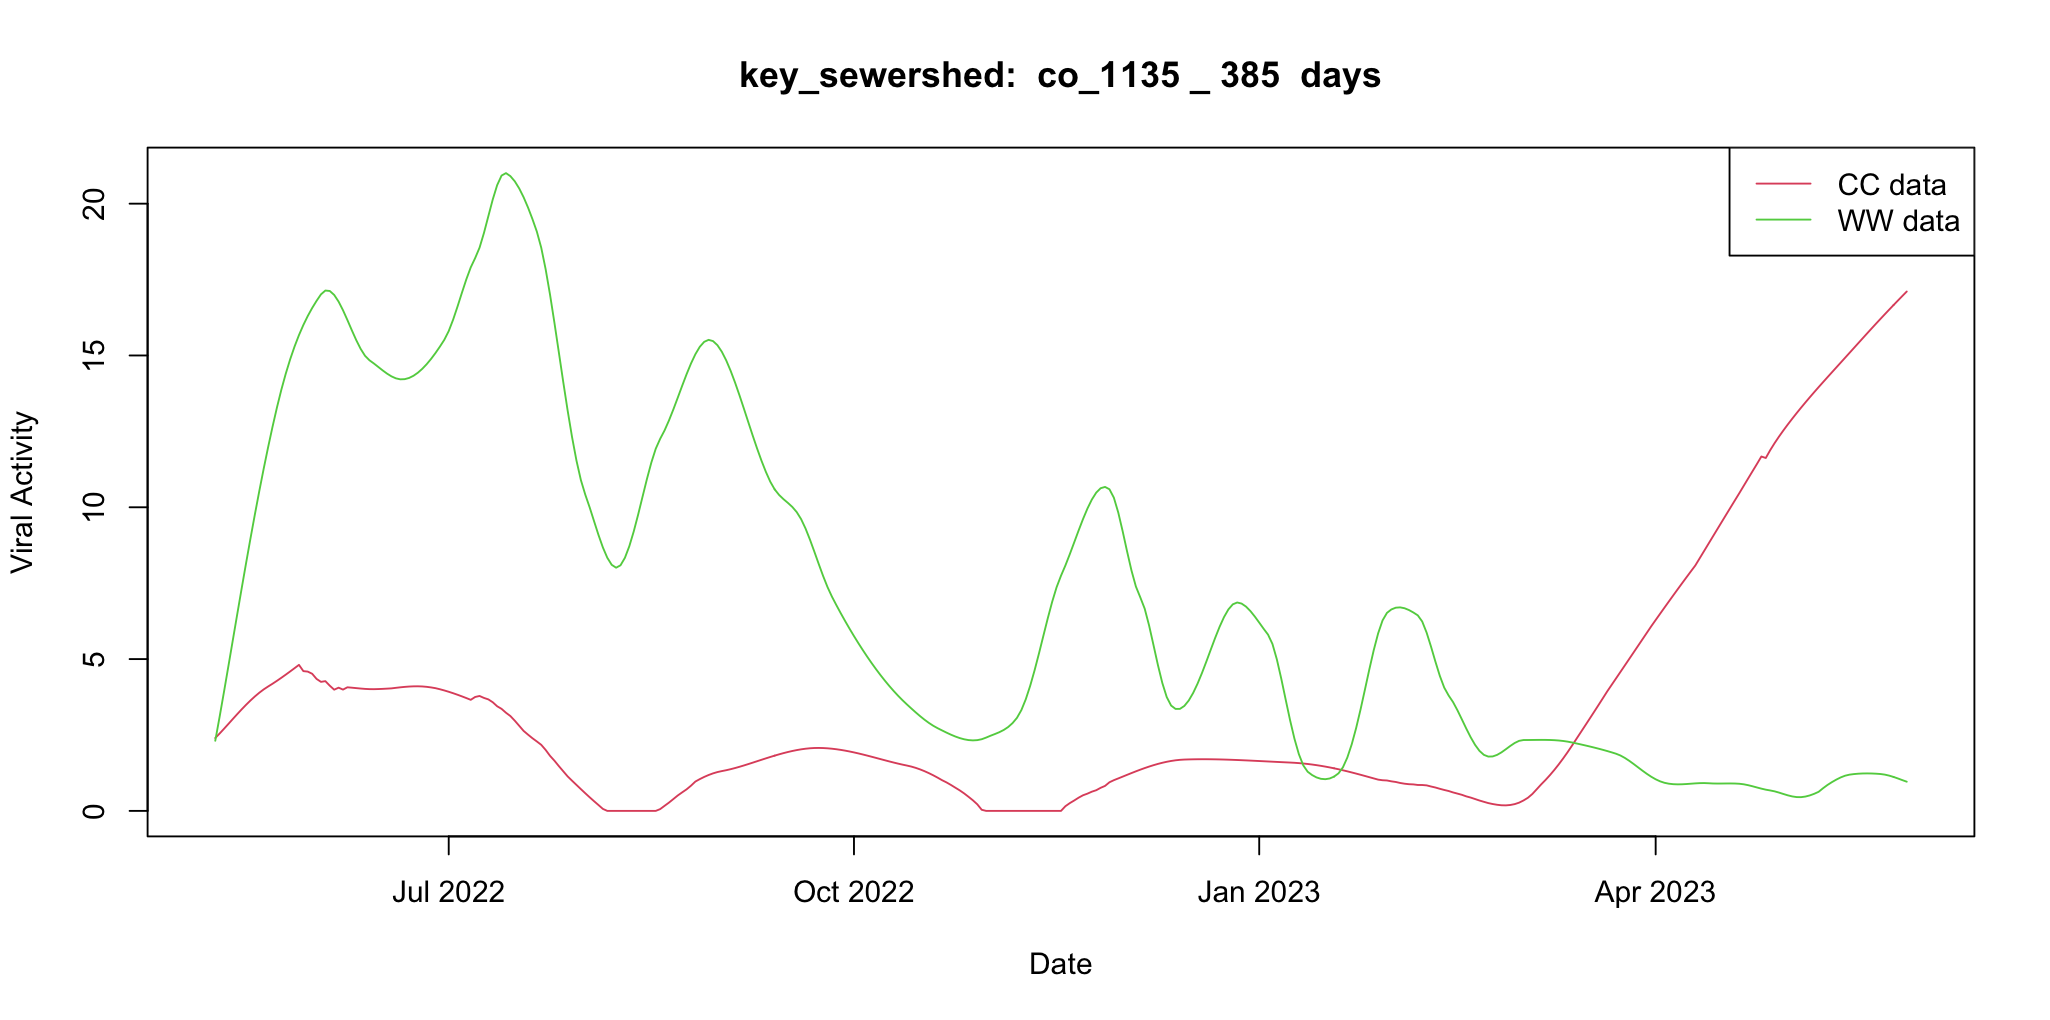 key_sewershed:  co_1135 _ 385  days
CC data
WW data
Viral Activity
20
15
10
5
0
Jul 2022
Oct 2022
Jan 2023
Apr 2023
Date